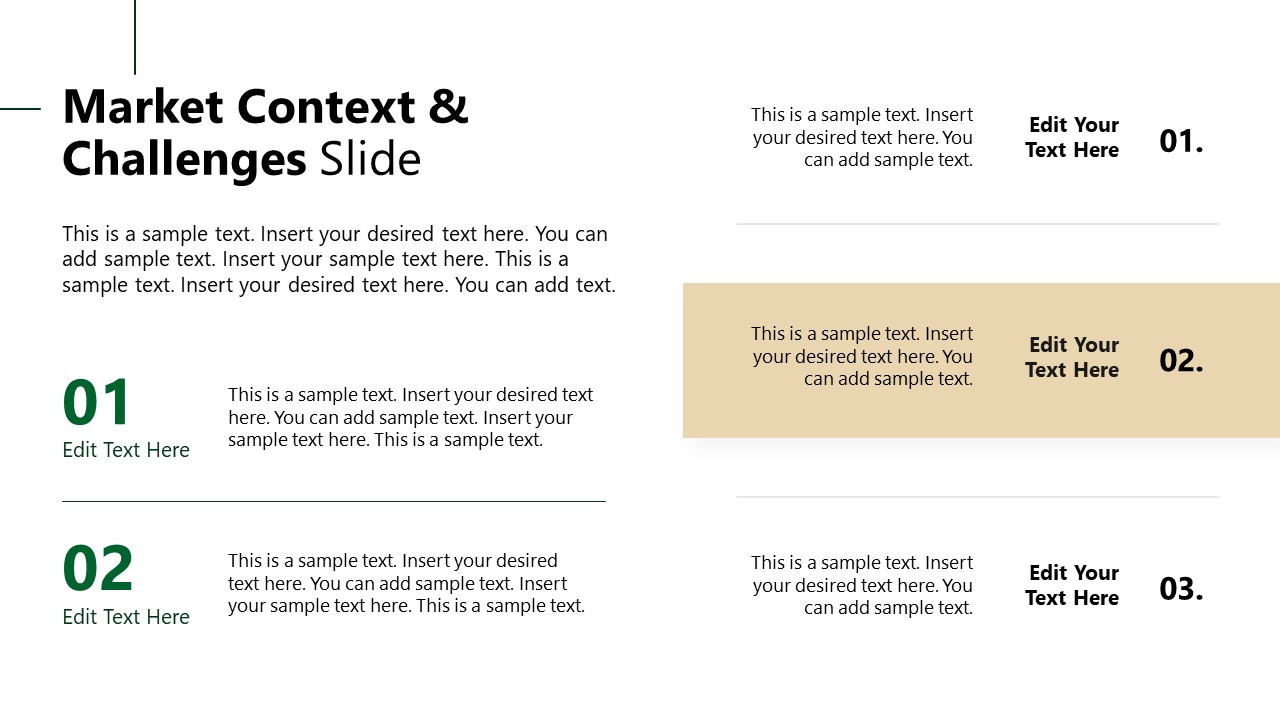 Market Context &
Challenges Slide
This is a sample text. Insert your desired text here. You can
add sample text. Insert your sample text here. This is a
sample text. Insert your desired text here. You can add text.
01
Edit Text Here
This is a sample text. Insert your desired text
here. You can add sample text. Insert your
sample text here. This is a sample text.
02
Edit Text Here
This is a sample text. Insert your desired
text here. You can add sample text. Insert
your sample text here. This is a sample text.
This is a sample text. Insert
your desired text here. You
can add sample text.
Edit Your
Text Here
01.
This is a sample text. Insert
your desired text here. You
can add sample text.
Edit Your
Text Here
02.
This is a sample text. Insert
your desired text here. You
can add sample text.
Edit Your
Text Here
03.